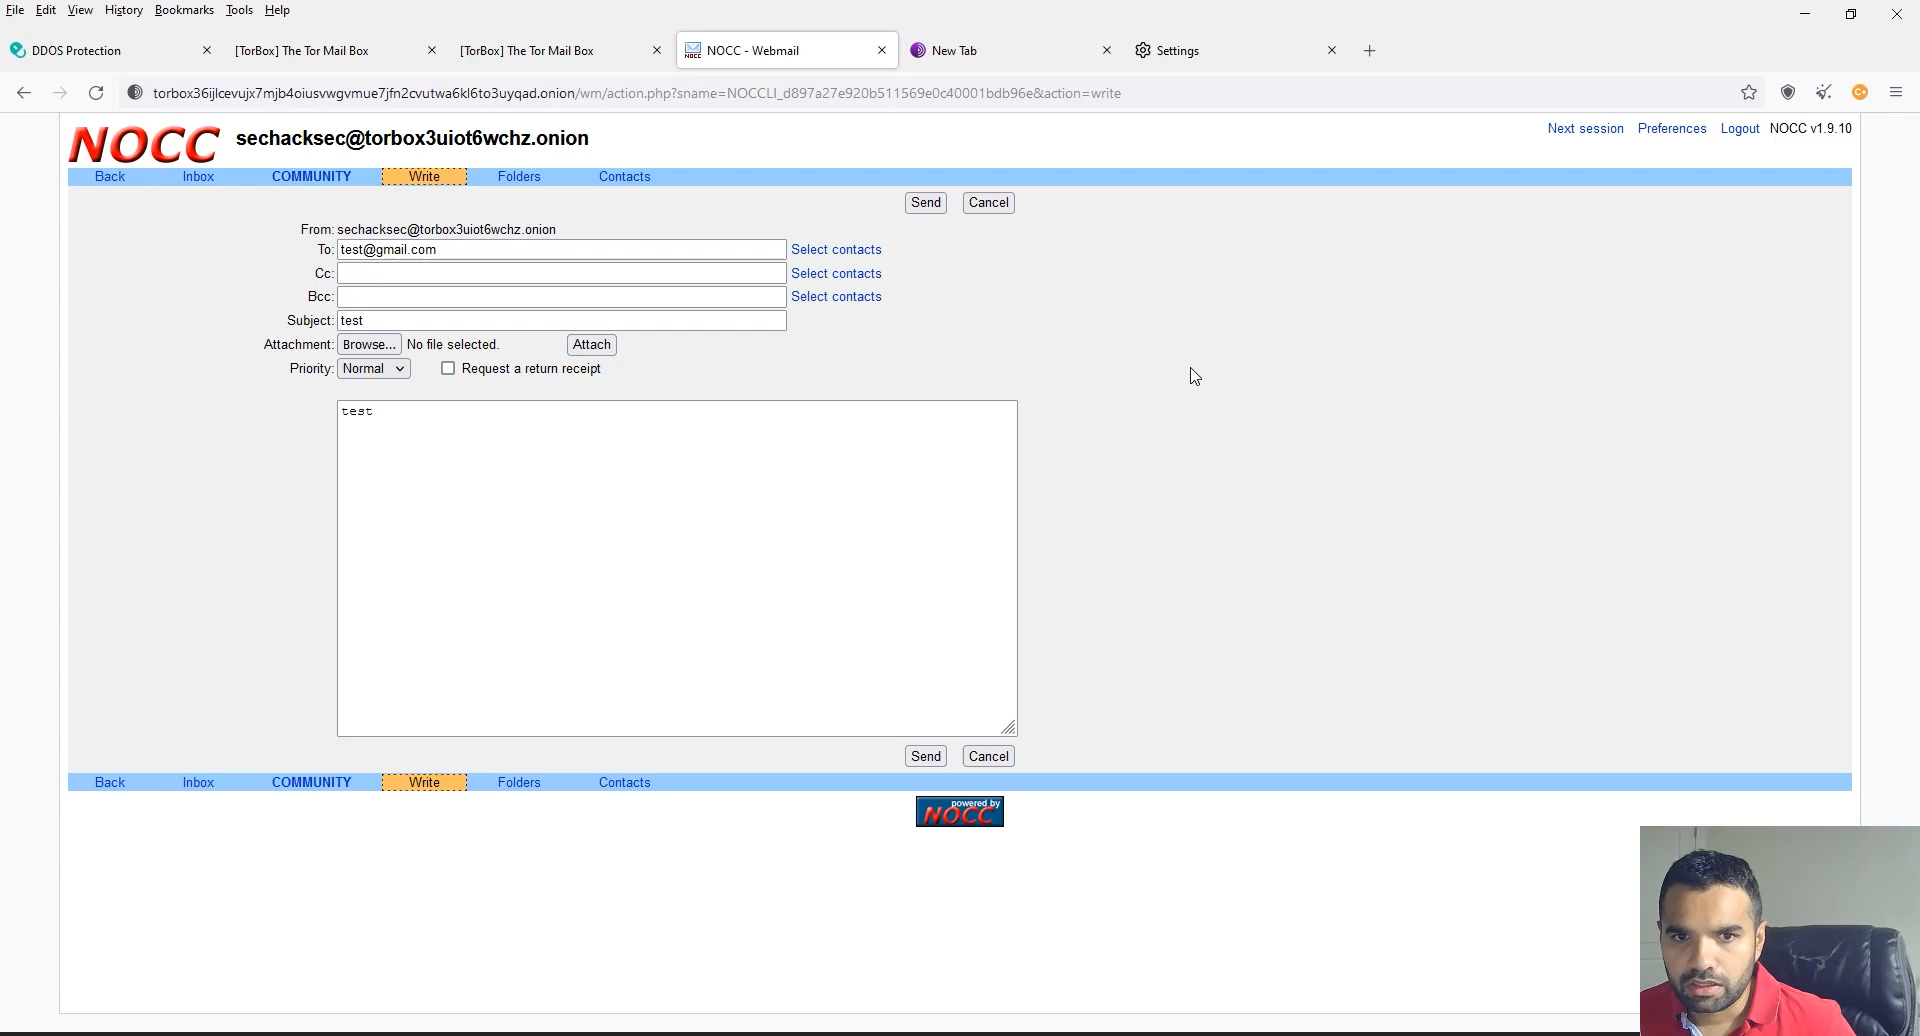 File Edit View History Bookmarks Tools Help
DDOS Protection [TorBox] The Tor Mail Box [TorBox] The Tor Mail Box NOCC - Webmail New Tab Settings
torbox36ijlcevujx7mjb4oiusvwgvmue7jfn2cvutwa6kl6to3uyqad.onion/wm/action.php?sname=NOCCLI_d897a27e920b511569e0c40001bdb96e&action=write
NOCC sechacksec@torbox3uiot6wchz.onion Next session Preferences Logout NOCC v1.9.10
Back Inbox COMMUNITY Write Folders Contacts
Send Cancel
From: sechacksec@torbox3uiot6wchz.onion
To: test@gmail.com Select contacts
Cc: Select contacts
Bcc: Select contacts
Subject: test
Attachment: Browse... No file selected. Attach
Priority: Normal Request a return receipt
test
Send Cancel
Back Inbox COMMUNITY Write Folders Contacts
powered by
NOCC